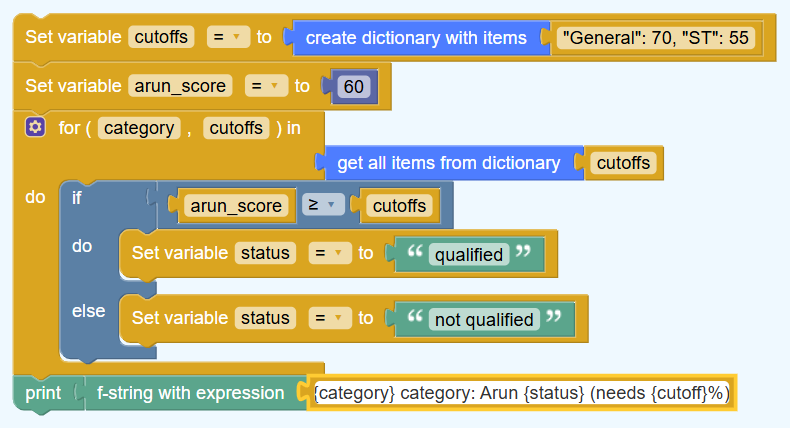 Set variable cutoffs = to create dictionary with items "General": 70, "ST": 55
Set variable arun_score = to 60
for ( category , cutoffs ) in
get all items from dictionary cutoffs
do if arun_score ≥ cutoffs
do Set variable status = to “ qualified ”
else Set variable status = to “ not qualified ”
print f-string with expression {category} category: Arun {status} (needs {cutoff}%)